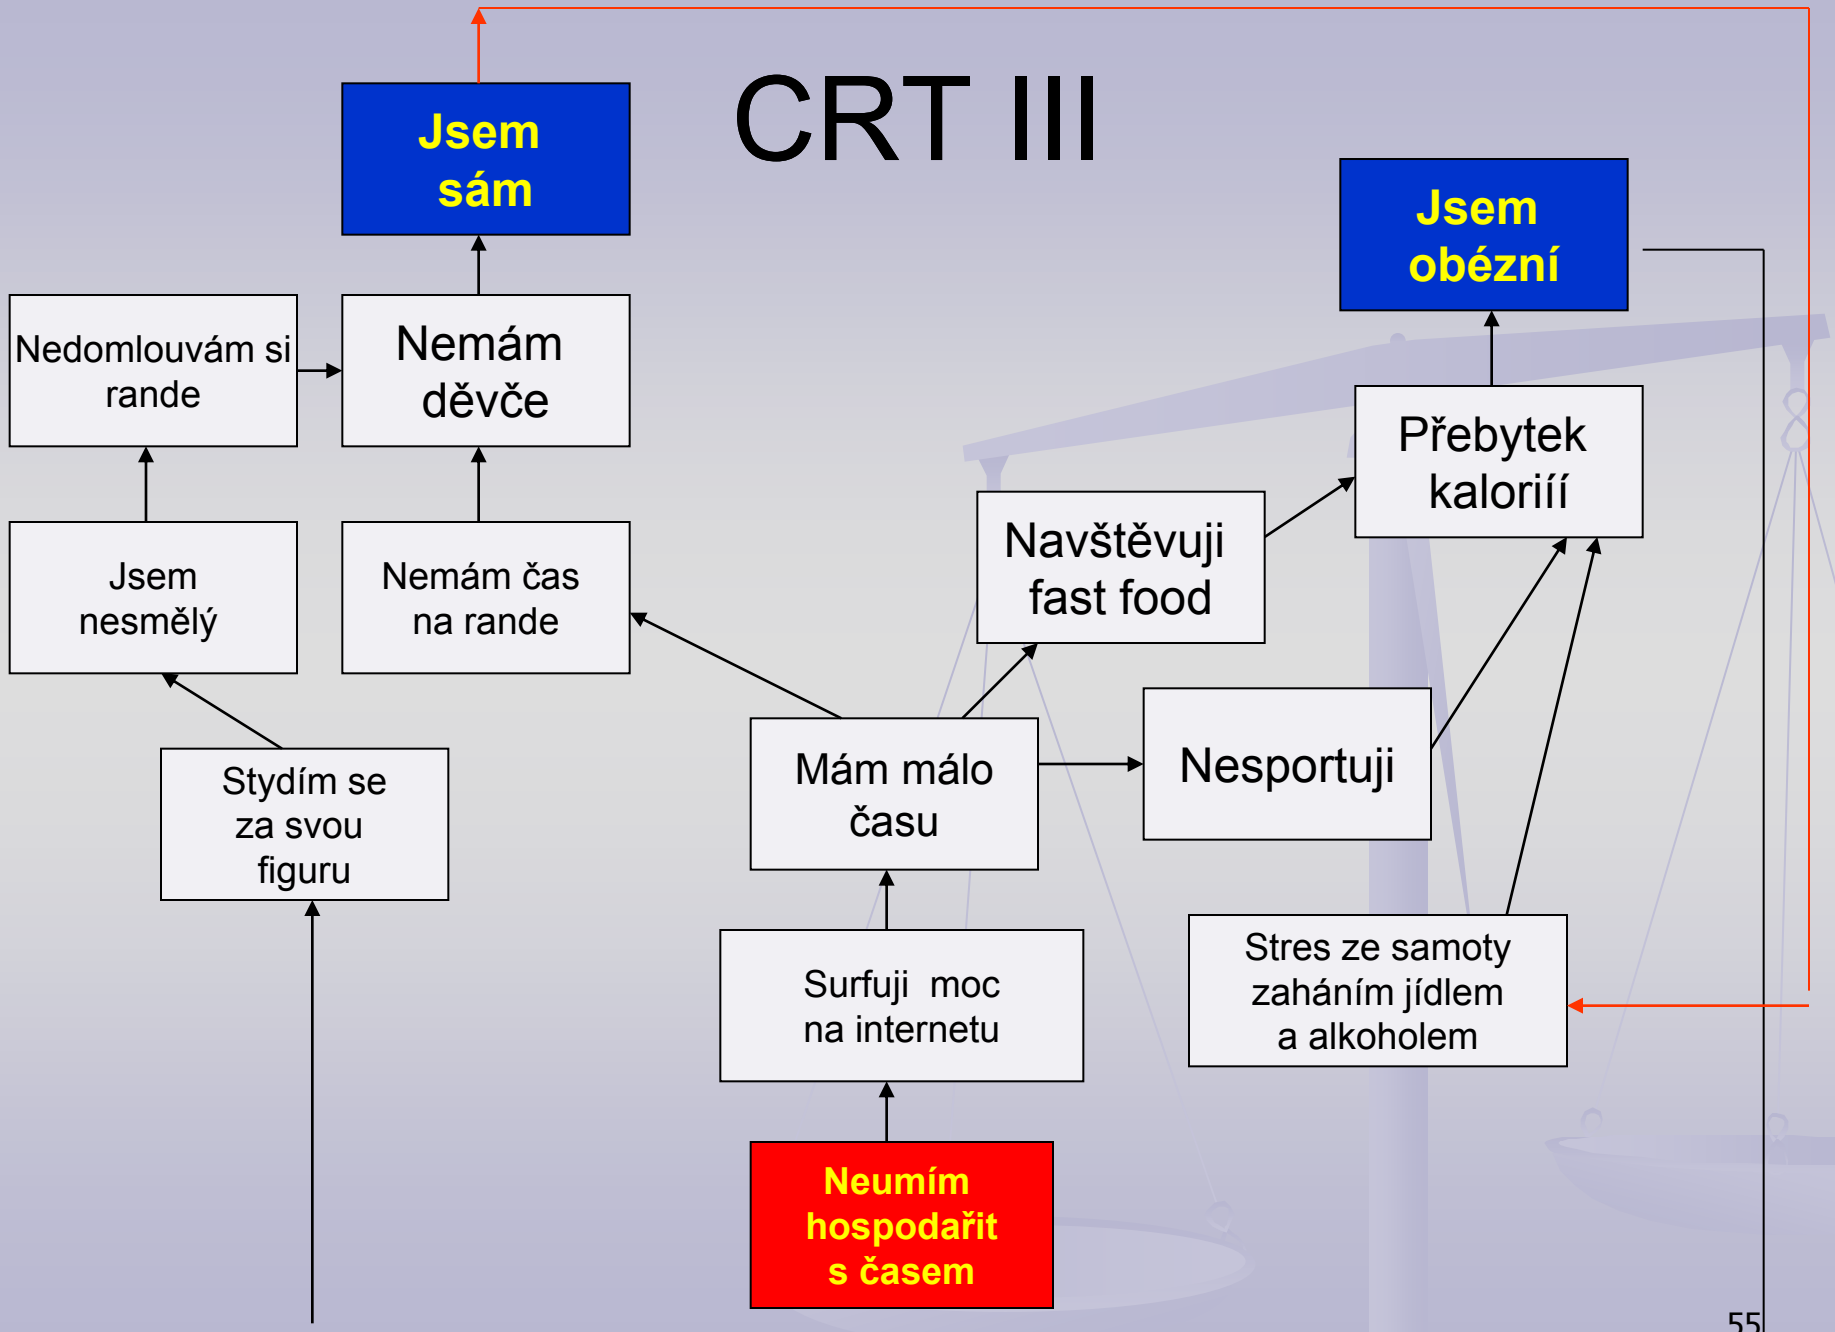 CRT III
Jsem
sám
Jsem
obézní
Nedomlouvám si
rande
Nemám
děvče
Přebytek
kaloriíí
Navštěvuji
fast food
Jsem
nesmělý
Nemám čas
na rande
Stydím se
za svou
figuru
Mám málo
času
Nesportuji
Surfuji  moc
na internetu
Stres ze samoty
zaháním jídlem
a alkoholem
Neumím
hospodařit
s časem
55